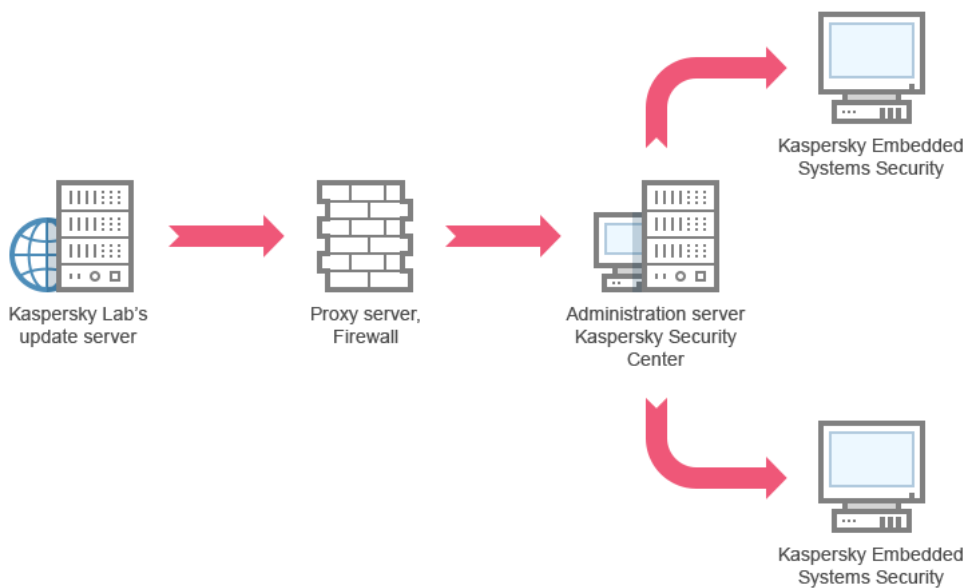 Kaspersky Embedded
Systems Security
Kaspersky Lab's
update server
Proxy server,
Firewall
Administration server
Kaspersky Security
Center
Kaspersky Embedded
Systems Security